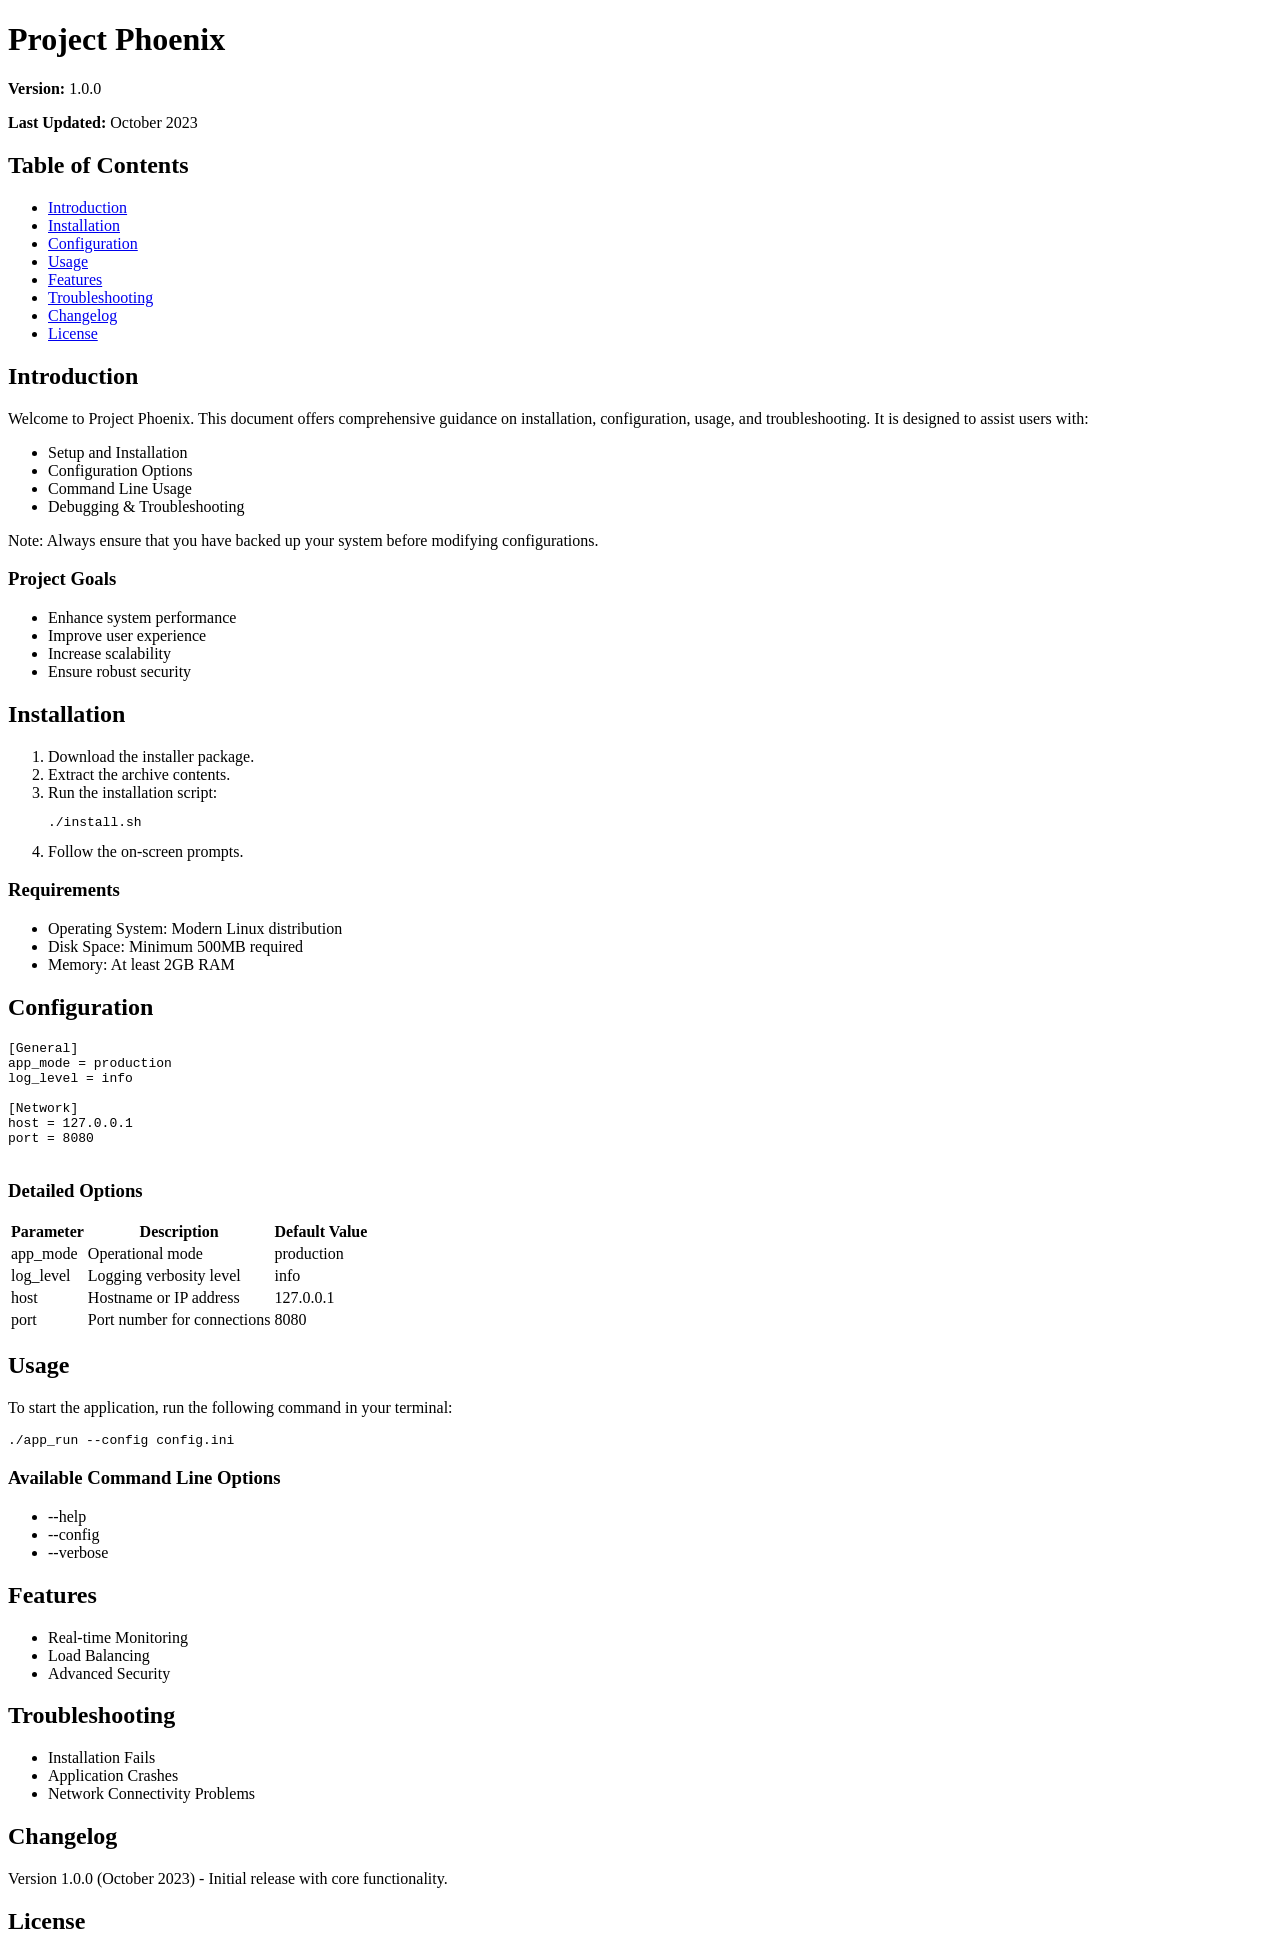 Project Phoenix
Version: 1.0.0
Last Updated: October 2023
Table of Contents
Introduction
Installation
Configuration
Usage
Features
Troubleshooting
Changelog
License
Introduction
Welcome to Project Phoenix. This document offers comprehensive guidance on installation, configuration, usage, and troubleshooting. It is designed to assist users with:
Setup and Installation
Configuration Options
Command Line Usage
Debugging & Troubleshooting
Note: Always ensure that you have backed up your system before modifying configurations.
Project Goals
Enhance system performance
Improve user experience
Increase scalability
Ensure robust security
Installation
1. Download the installer package.
2. Extract the archive contents.
3. Run the installation script:
./install.sh
4. Follow the on-screen prompts.
Requirements
Operating System: Modern Linux distribution
Disk Space: Minimum 500MB required
Memory: At least 2GB RAM
Configuration
[General]
app_mode = production
log_level = info
[Network]
host = 127.0.0.1
port = 8080
Detailed Options
Parameter Description Default Value
app_mode Operational mode production
log_level Logging verbosity level info
host Hostname or IP address 127.0.0.1
port Port number for connections 8080
Usage
To start the application, run the following command in your terminal:
./app_run --config config.ini
Available Command Line Options
--help
--config
--verbose
Features
Real-time Monitoring
Load Balancing
Advanced Security
Troubleshooting
Installation Fails
Application Crashes
Network Connectivity Problems
Changelog
Version 1.0.0 (October 2023) - Initial release with core functionality.
License